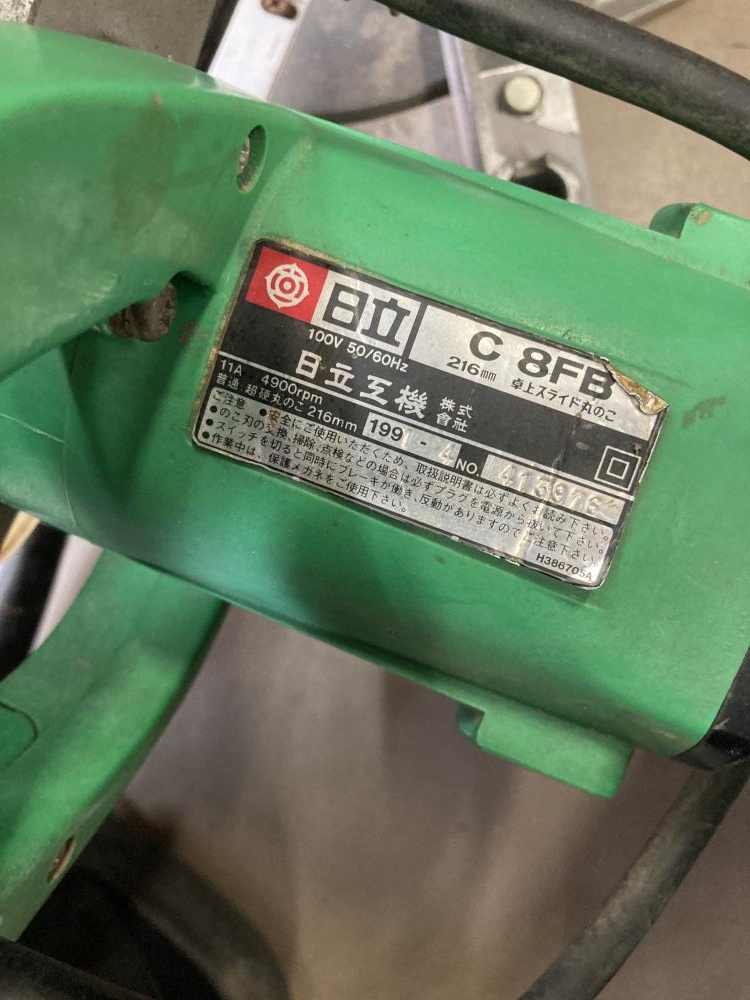 日立
C 8FB
100V 50/60Hz
216mm 卓上スライド丸のこ
11A 4900rpm
日立工機 株式會社
普通・超硬丸のこ 216mm
1991-4 NO.
ご注意 ●安全にご使用いただくため、取扱説明書は必ずよくお読み下さい。
●のこ刃の交換、掃除、点検などの場合は必ずプラグを電源から抜いて下さい。
●スイッチを切ると同時にブレーキが働き、反動がありますのでご注意下さい。
●作業中は、保護メガネをご使用下さい。
H386705A